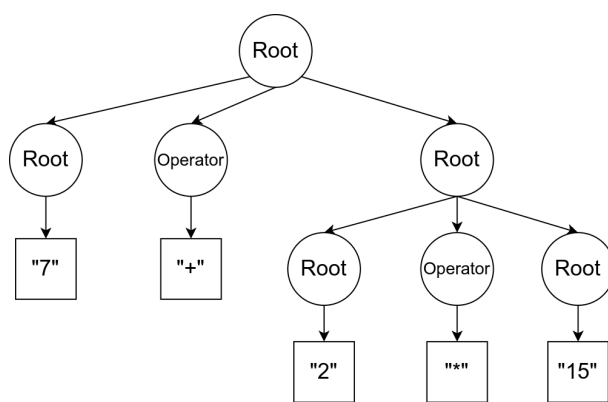 Root
Root
Operator
Root
"7"
"+"
Root
Operator
Root
"2"
"*"
"15"